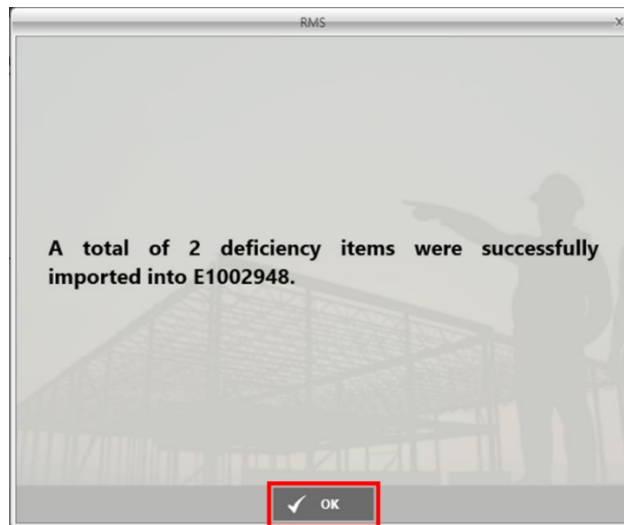 RMS
A total of 2 deficiency items were successfully
imported into E1002948.
OK